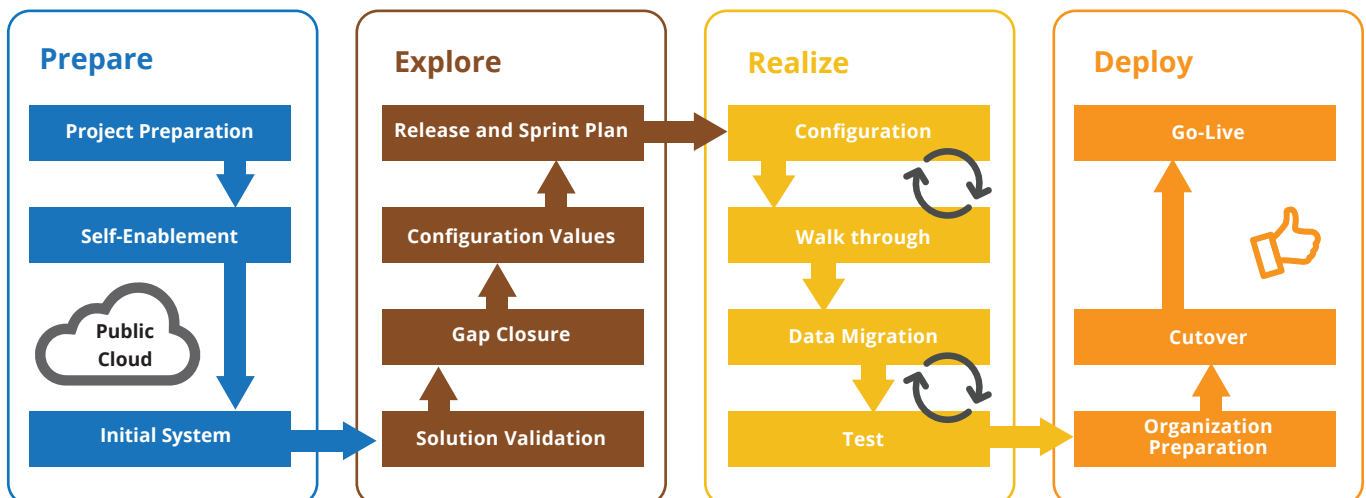 Prepare
Project Preparation
Self-Enablement
Public
Cloud
Initial System
Explore
Release and Sprint Plan
Configuration Values
Gap Closure
Solution Validation
Realize
Configuration
Walk through
Data Migration
Test
Deploy
Go-Live
Cutover
Organization
Preparation